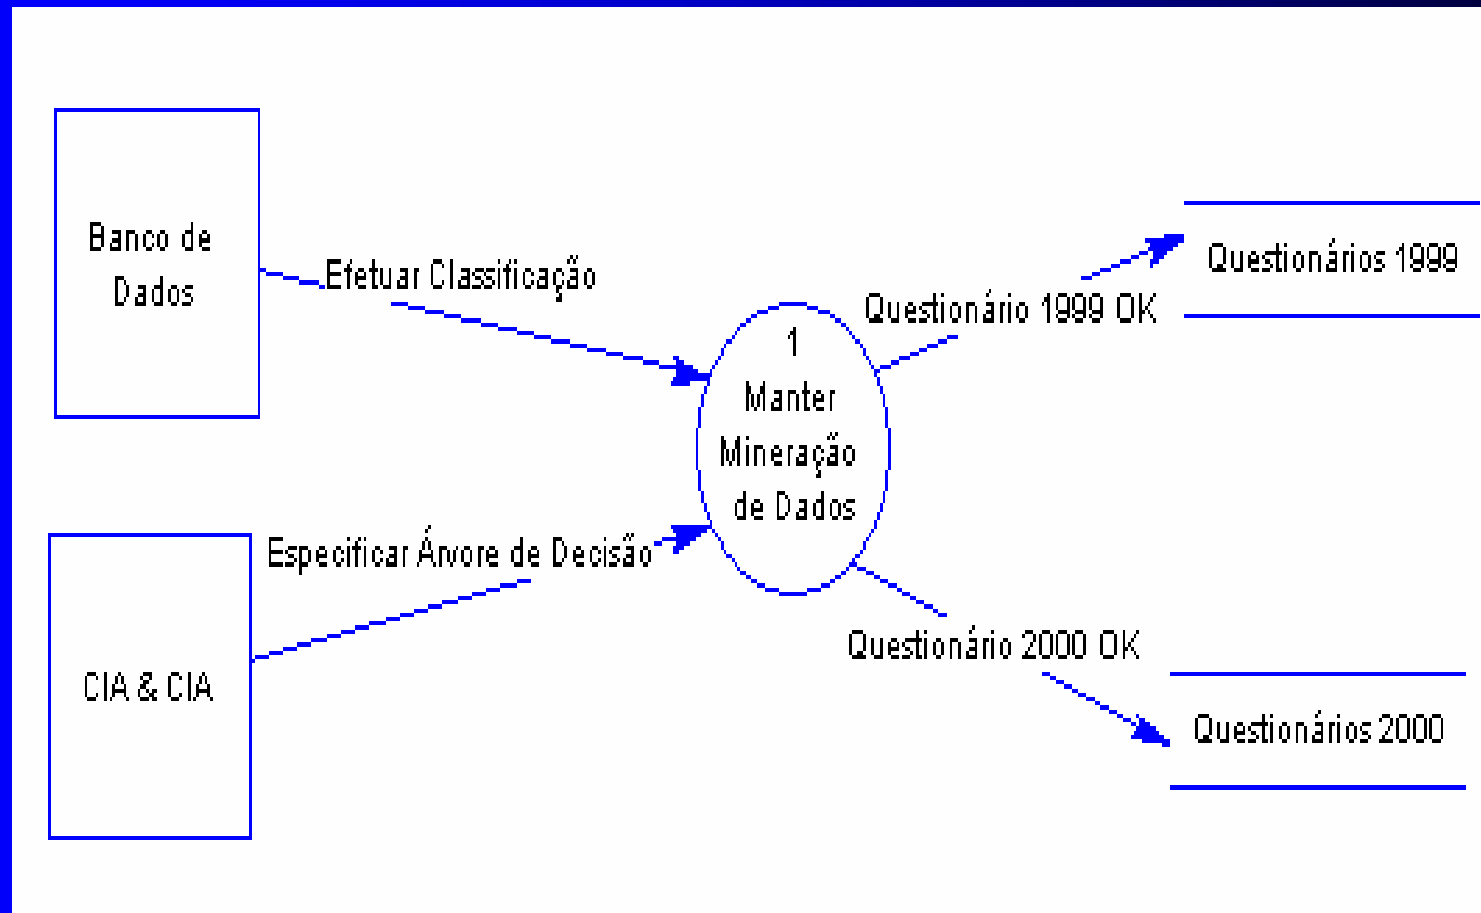 Banco de
Dados
Efetuar Classificação
Questionários 1999
Questionário 1999 OK
1
Manter
Mineração
de Dados
Especificar Árvore de Decisão
CIA & CIA
Questionário 2000 OK
Questionários 2000